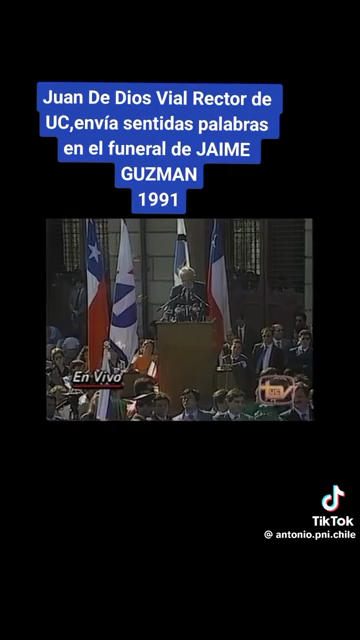 Juan De Dios Vial Rector de
UC,envía sentidas palabras
en el funeral de JAIME
GUZMAN
1991
En Vivo
tv
TikTok
@ antonio.pni.chile